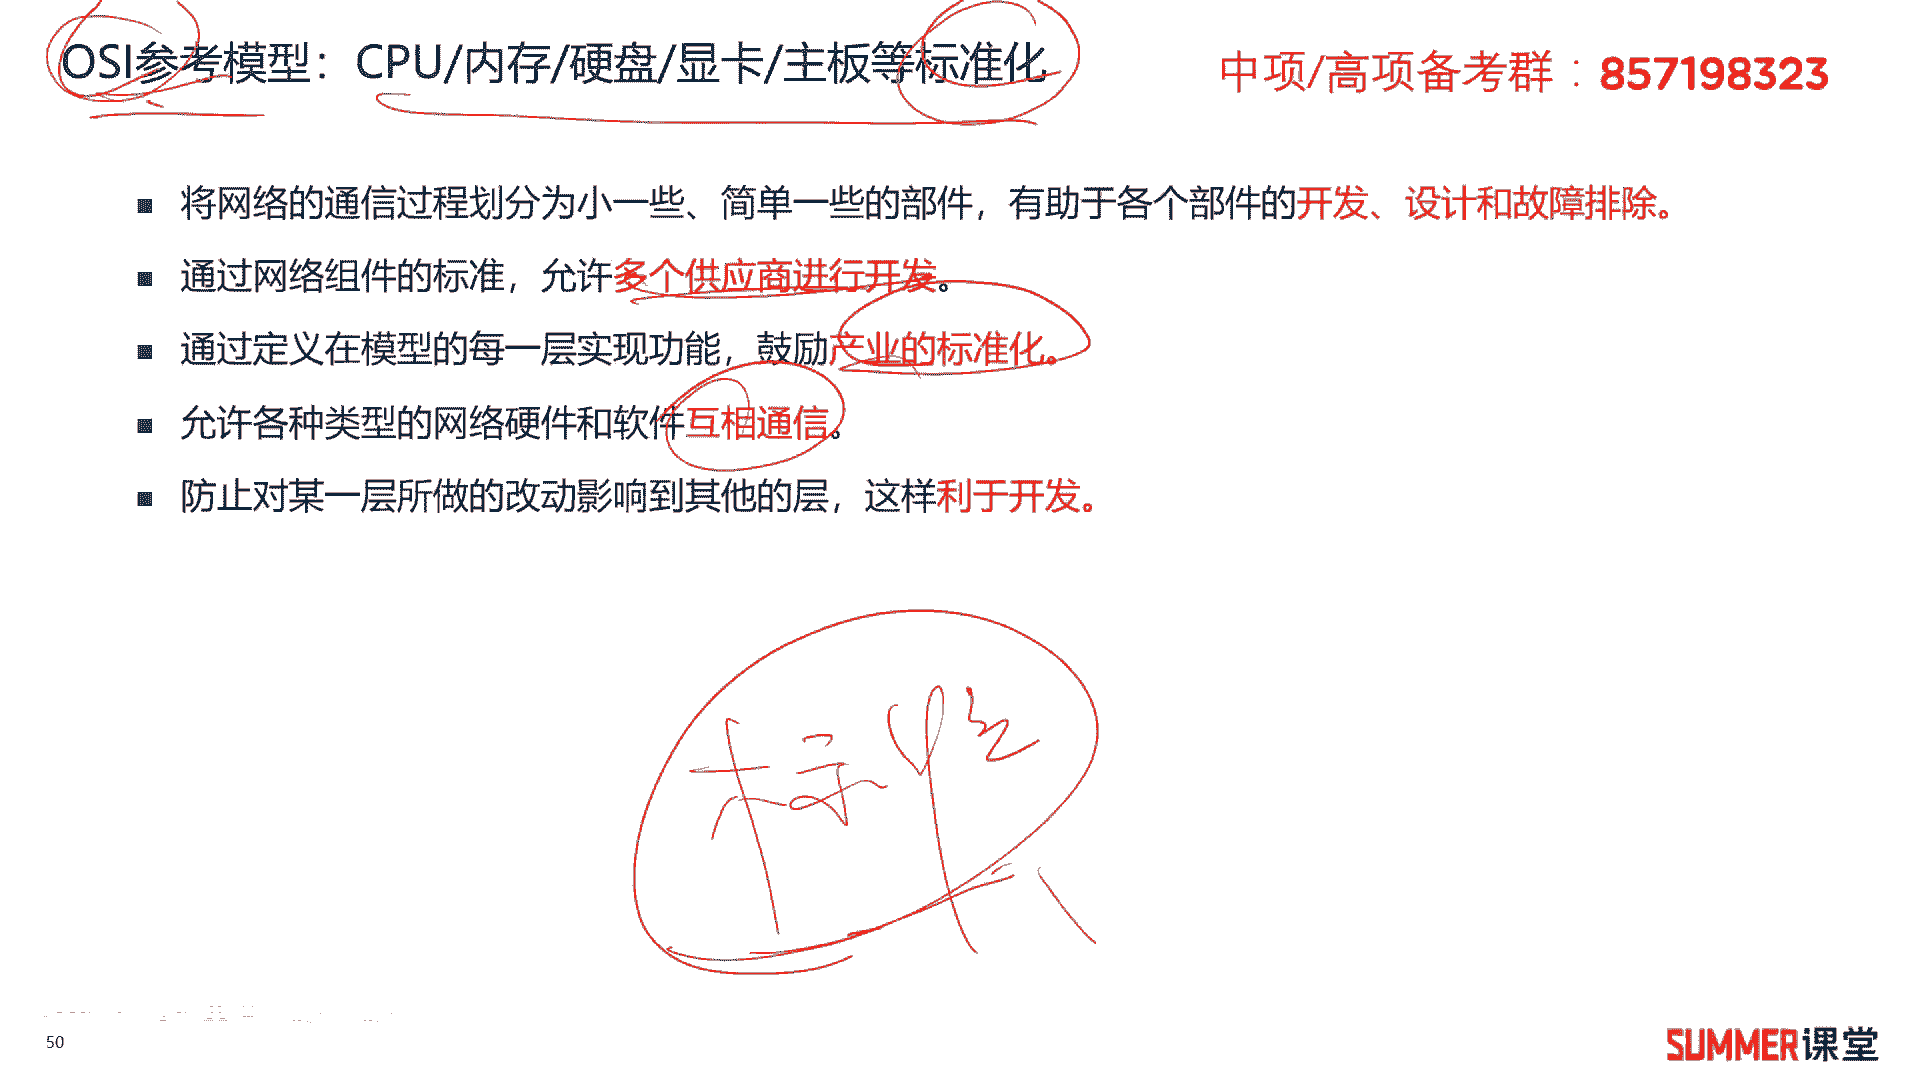 OSI参考模型：CPU/内存/硬盘/显卡/主板等标准化
中项/高项备考群：857198323
■ 将网络的通信过程划分为小一些、简单一些的部件，有助于各个部件的开发、设计和故障排除。
■ 通过网络组件的标准，允许多个供应商进行开发。
■ 通过定义在模型的每一层实现功能，鼓励产业的标准化。
■ 允许各种类型的网络硬件和软件互相通信。
■ 防止对某一层所做的改动影响到其他的层，这样利于开发。
标
50
SUMMER课堂